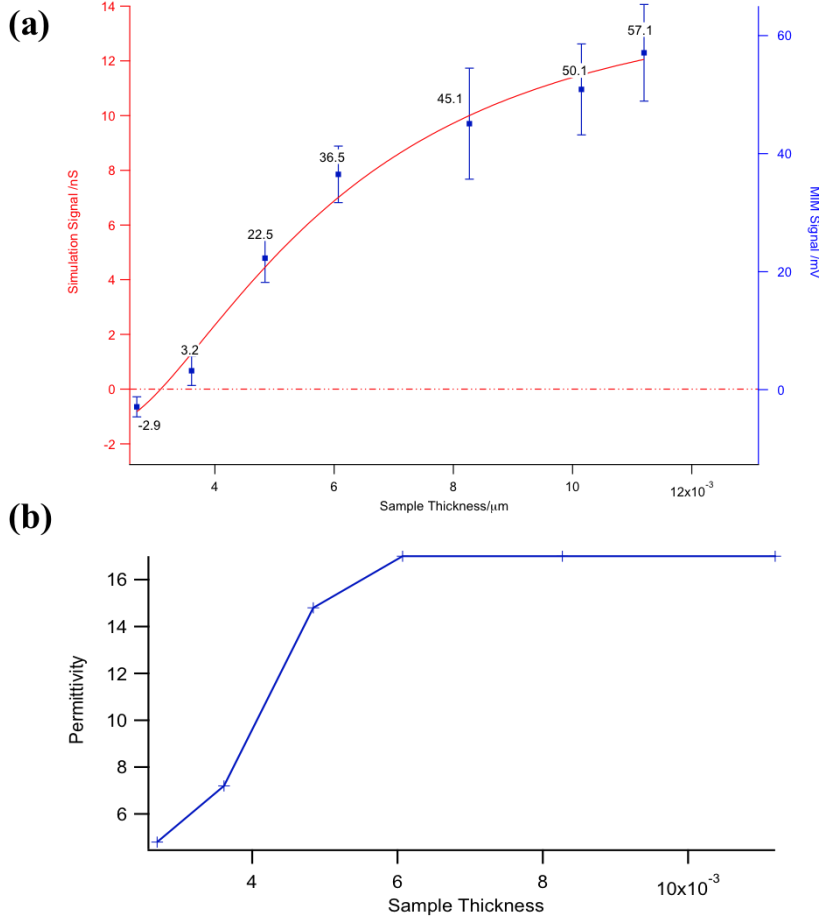 (a)
14
12
10
8
6
4
2
0
-2
Simulation Signal /nS
60
40
20
0
MIM Signal /mV
57.1
50.1
45.1
36.5
22.5
3.2
-2.9
4 6 8 10 12x10⁻³
Sample Thickness/μm
(b)
16
14
12
10
8
6
Permittivity
4 6 8 10x10⁻³
Sample Thickness